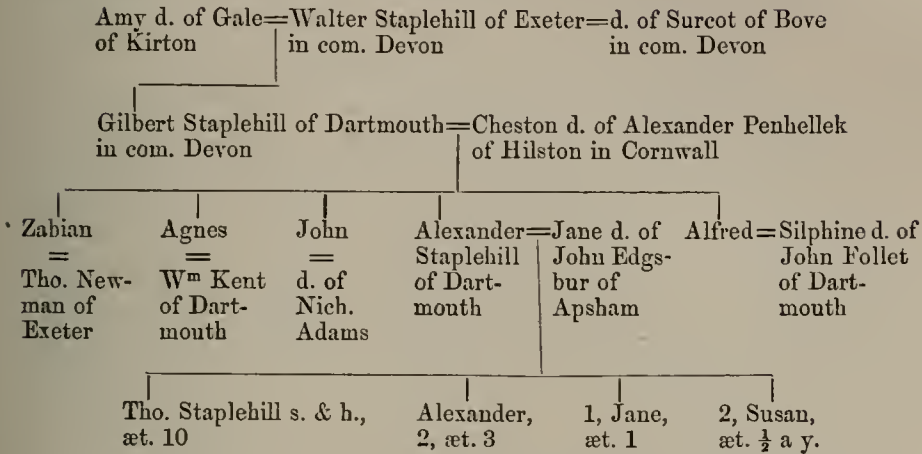 Amy d. of Gale=Walter Staplehill of Exeter=d. of Surcot of Bove
of Kirton in com. Devon in com. Devon
Gilbert Staplehill of Dartmouth=Cheston d. of Alexander Penhellek
in com. Devon of Hilston in Cornwall
Zabian Agnes John Alexander=Jane d. of Alfred=Silphine d. of
= = = Staplehill John Edgs- John Follet
Tho. New- Wm Kent d. of of Dart- bur of of Dart-
man of of Dart- Nich. mouth Apsham mouth
Exeter mouth Adams
Tho. Staplehill s. & h., Alexander, 1, Jane, 2, Susan,
æt. 10 2, æt. 3 æt. 1 æt. ½ a y.